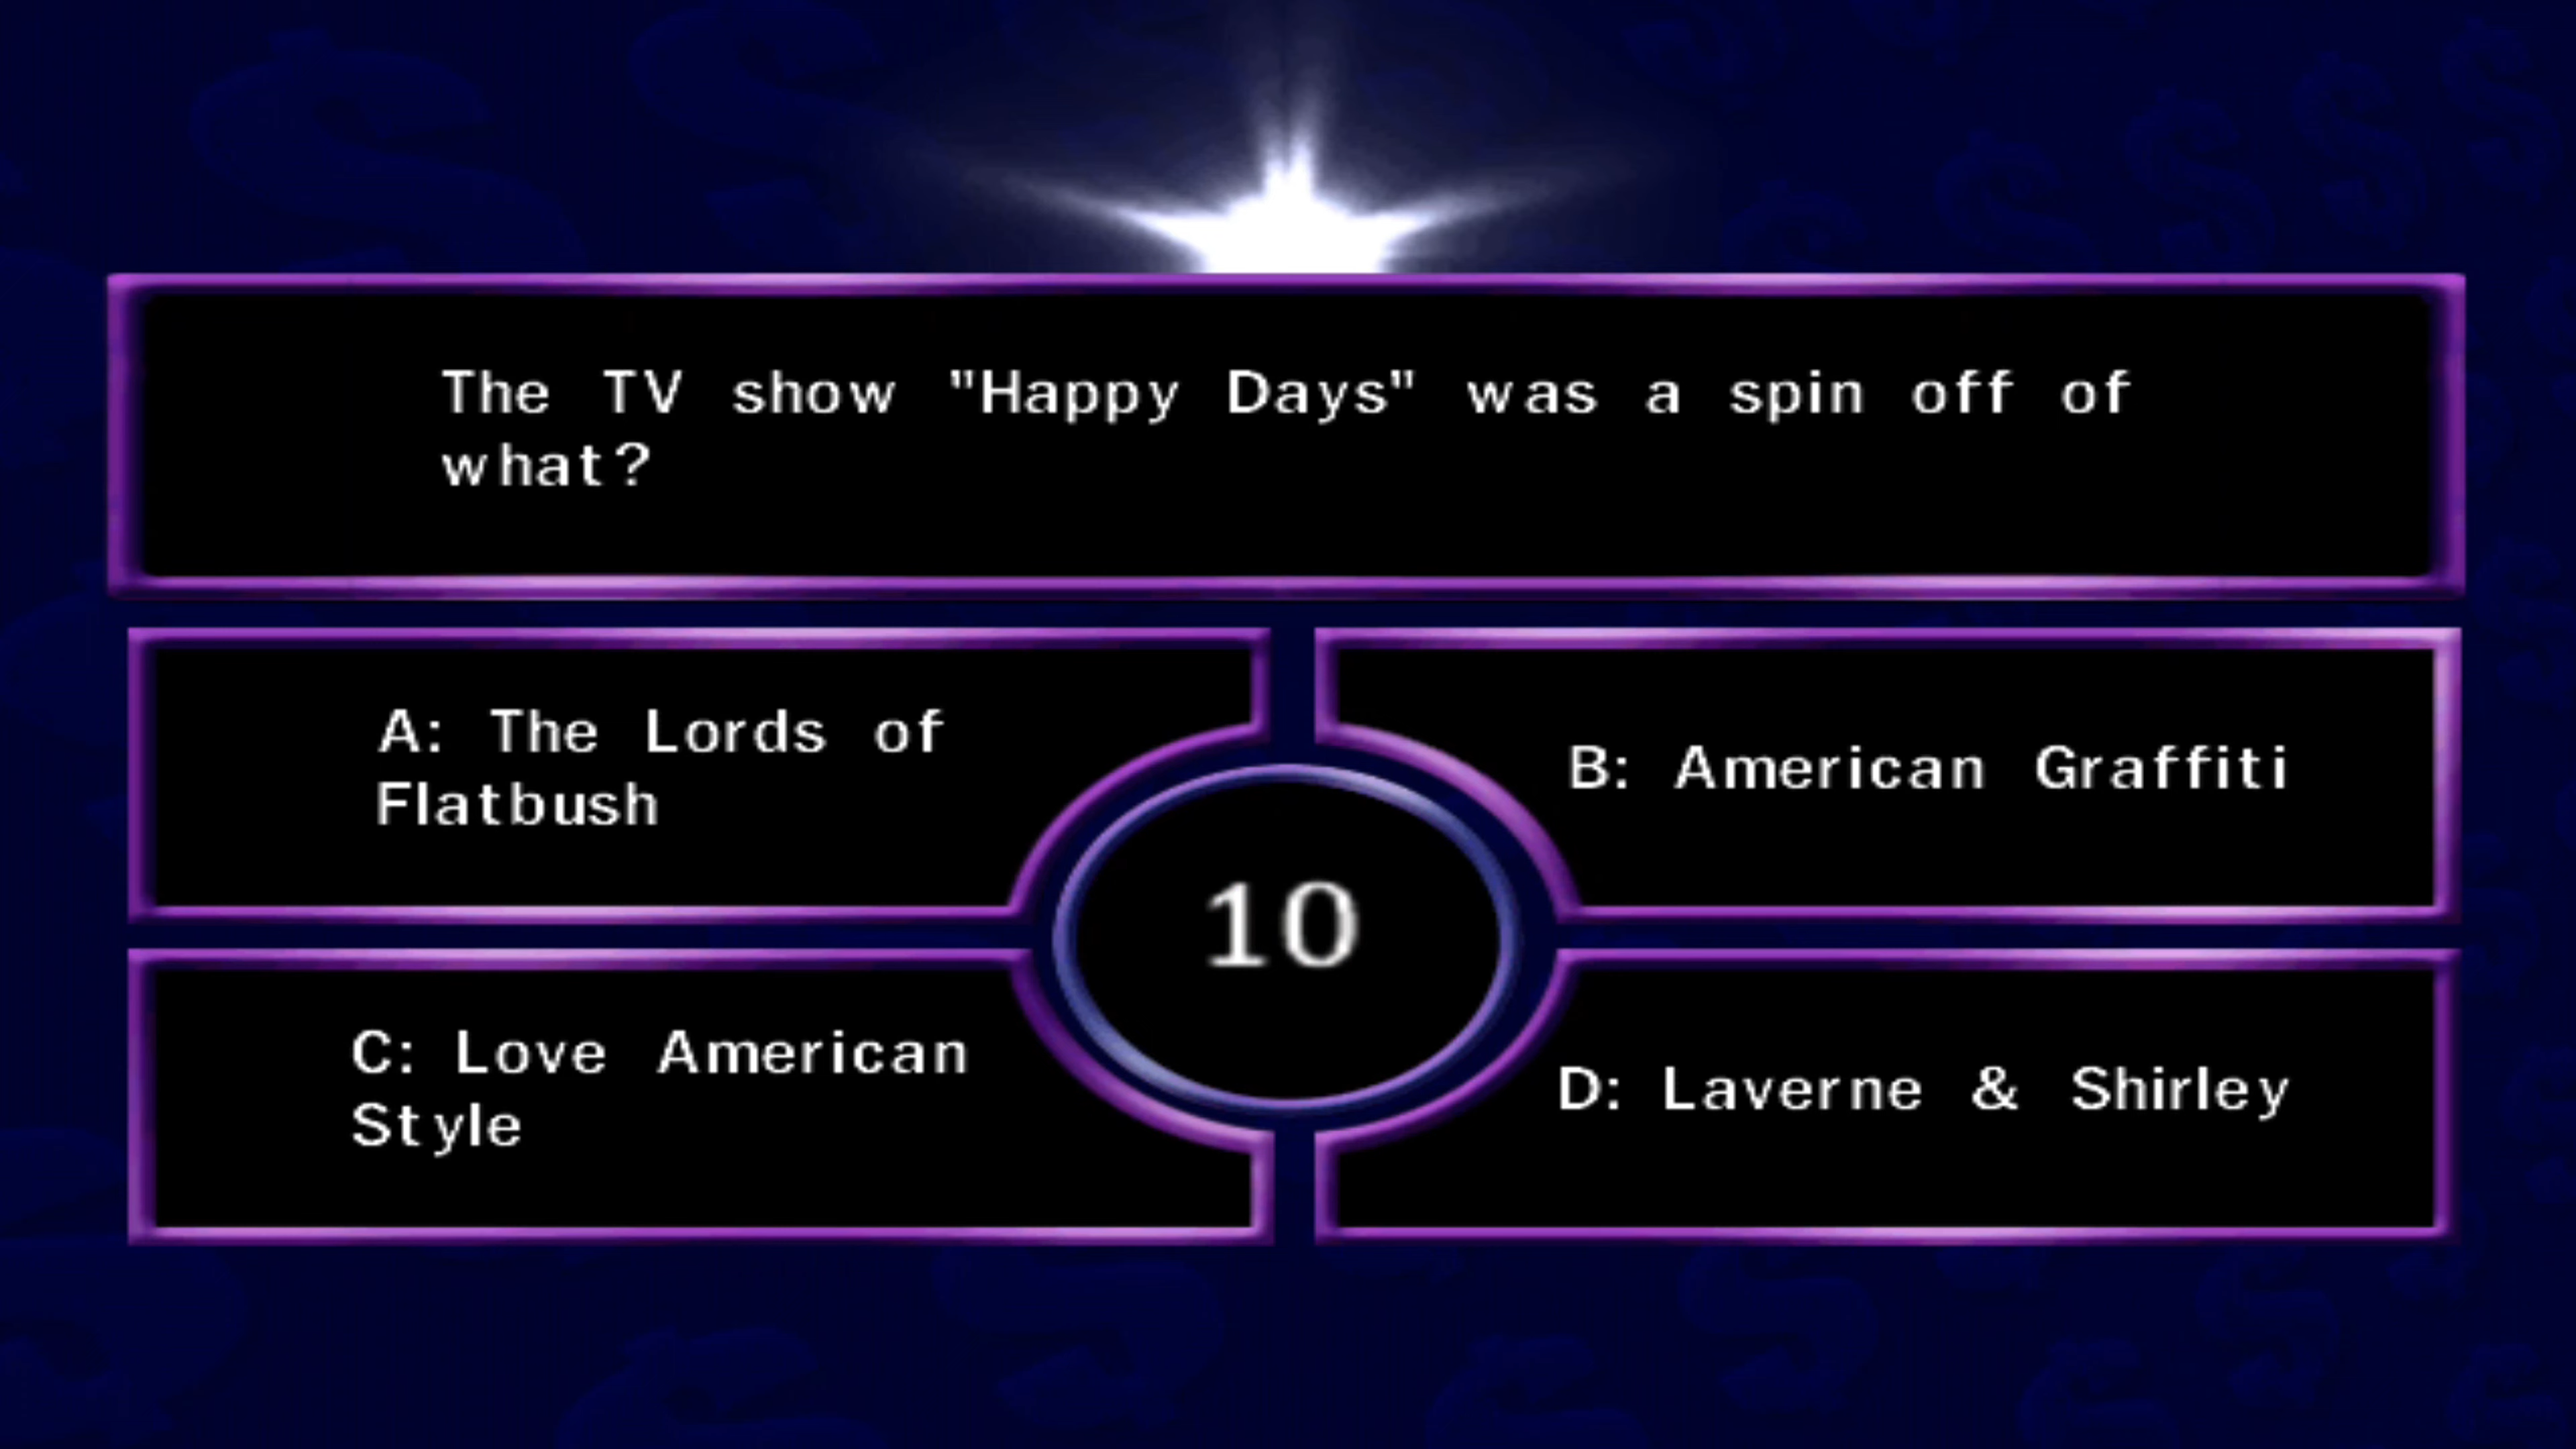 The TV show "Happy Days" was a spin off of
what?
A: The Lords of
Flatbush
B: American Graffiti
10
C: Love American
Style
D: Laverne & Shirley